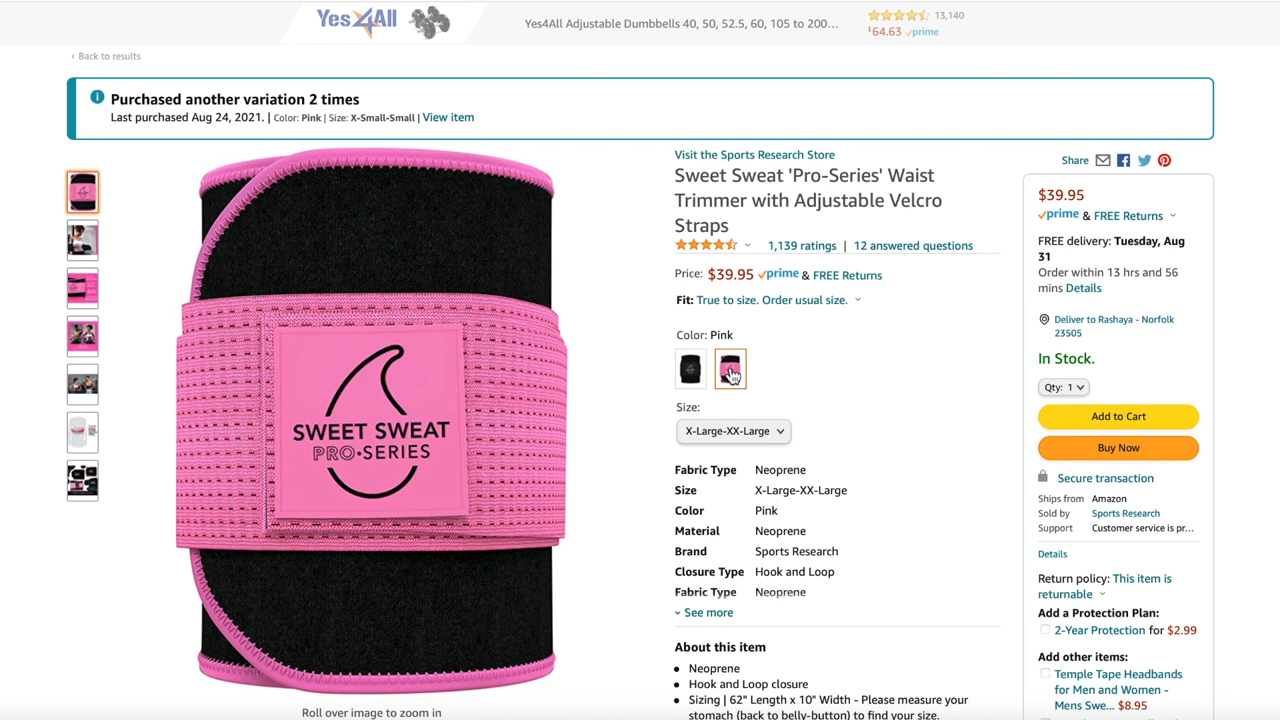 Yes4All
Yes4All Adjustable Dumbbells 40, 50, 52.5, 60, 105 to 200...
13,140
$64.63 prime
‹ Back to results
Purchased another variation 2 times
Last purchased Aug 24, 2021. | Color: Pink | Size: X-Small-Small | View item
SWEET SWEAT
PRO•SERIES
Roll over image to zoom in
Visit the Sports Research Store
Sweet Sweat 'Pro-Series' Waist
Trimmer with Adjustable Velcro
Straps
1,139 ratings | 12 answered questions
Price: $39.95 prime & FREE Returns
Fit: True to size. Order usual size.
Color: Pink
Size:
X-Large-XX-Large
Fabric Type Neoprene
Size X-Large-XX-Large
Color Pink
Material Neoprene
Brand Sports Research
Closure Type Hook and Loop
Fabric Type Neoprene
See more
About this item
• Neoprene
• Hook and Loop closure
• Sizing | 62" Length x 10" Width - Please measure your
stomach (back to belly-button) to find your size.
Share
$39.95
prime & FREE Returns
FREE delivery: Tuesday, Aug
31
Order within 13 hrs and 56
mins Details
Deliver to Rashaya - Norfolk
23505
In Stock.
Qty: 1
Add to Cart
Buy Now
Secure transaction
Ships from Amazon
Sold by Sports Research
Support Customer service is pr...
Details
Return policy: This item is
returnable
Add a Protection Plan:
2-Year Protection for $2.99
Add other items:
Temple Tape Headbands
for Men and Women -
Mens Swe... $8.95